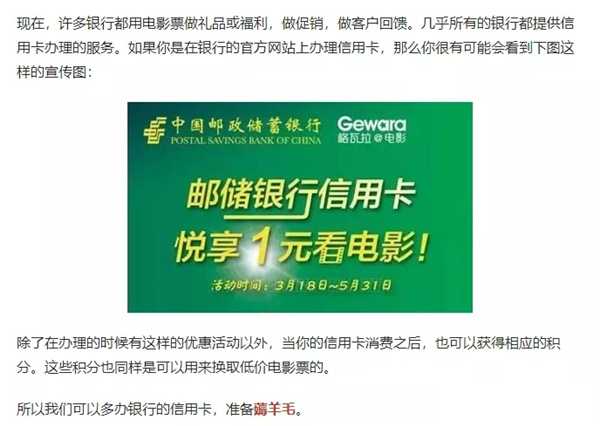 现在，许多银行都用电影票做礼品或福利，做促销，做客户回馈。几乎所有的银行都提供信
用卡办理的服务。如果你是在银行的官方网站上办理信用卡，那么你很有可能会看到下图这
样的宣传图：
中国邮政储蓄银行 Gewara
POSTAL SAVINGS BANK OF CHINA 格瓦拉@电影
邮储银行信用卡
悦享1元看电影！
活动时间：3月18日~5月31日
除了在办理的时候有这样的优惠活动以外，当你的信用卡消费之后，也可以获得相应的积
分。这些积分也同样是可以用来换取低价电影票的。
所以我们可以多办银行的信用卡，准备薅羊毛。